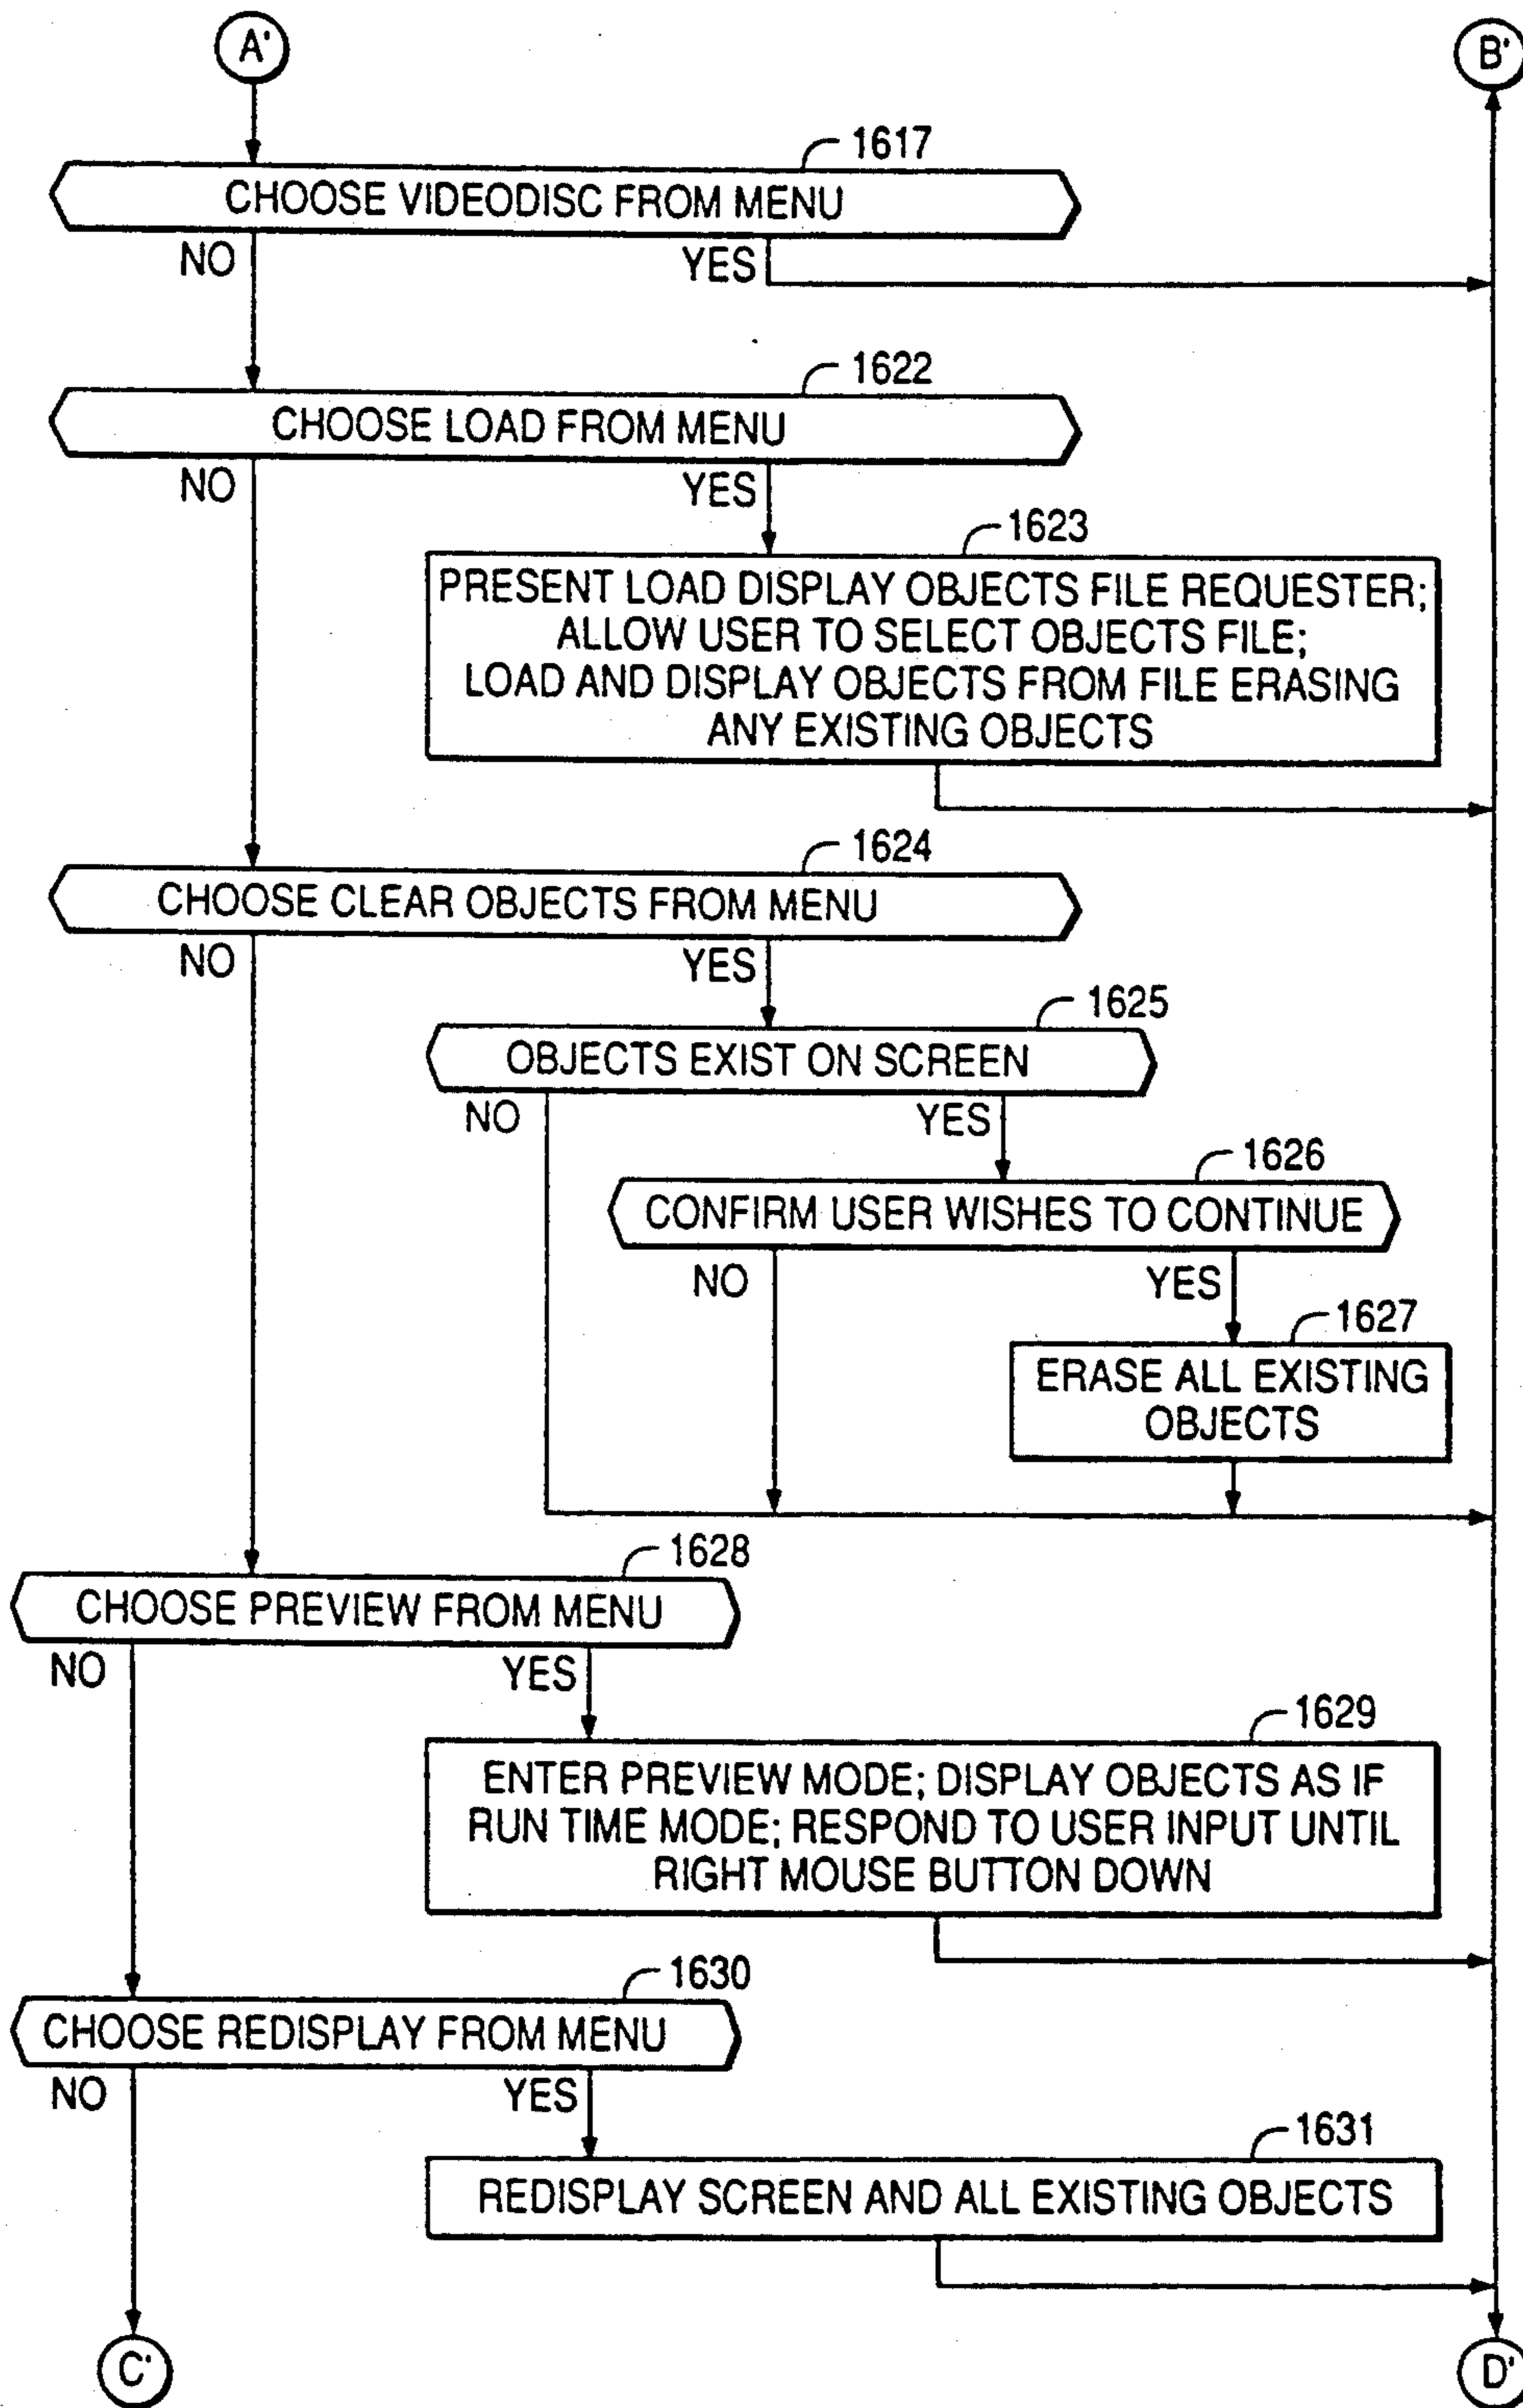 A'
B'
1617
CHOOSE VIDEODISC FROM MENU
NO
YES
1622
CHOOSE LOAD FROM MENU
NO
YES
1623
PRESENT LOAD DISPLAY OBJECTS FILE REQUESTER;
ALLOW USER TO SELECT OBJECTS FILE;
LOAD AND DISPLAY OBJECTS FROM FILE ERASING
ANY EXISTING OBJECTS
1624
CHOOSE CLEAR OBJECTS FROM MENU
NO
YES
1625
OBJECTS EXIST ON SCREEN
NO
YES
1626
CONFIRM USER WISHES TO CONTINUE
NO
YES
1627
ERASE ALL EXISTING
OBJECTS
1628
CHOOSE PREVIEW FROM MENU
NO
YES
1629
ENTER PREVIEW MODE; DISPLAY OBJECTS AS IF
RUN TIME MODE; RESPOND TO USER INPUT UNTIL
RIGHT MOUSE BUTTON DOWN
1630
CHOOSE REDISPLAY FROM MENU
NO
YES
1631
REDISPLAY SCREEN AND ALL EXISTING OBJECTS
C'
D'